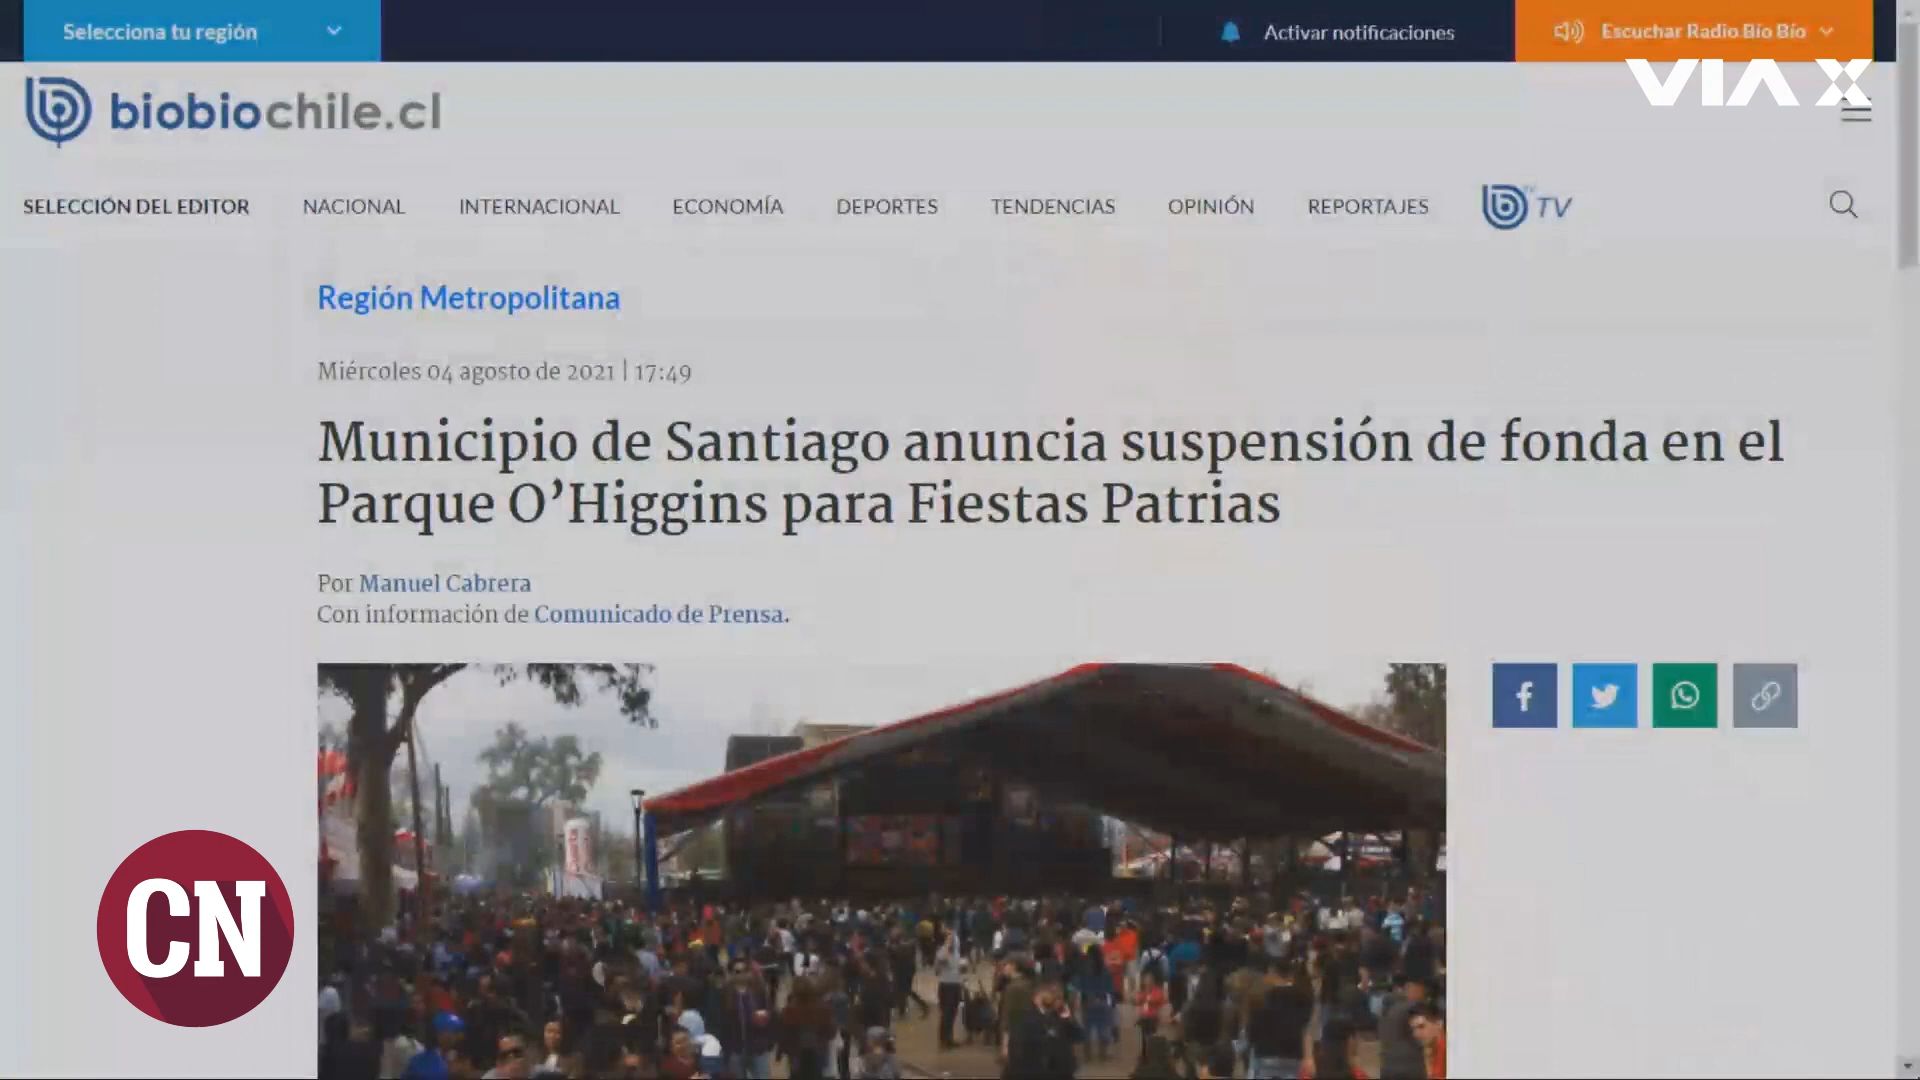 Selecciona tu región
Activar notificaciones
Escuchar Radio Bío Bío
VIA X
biobiochile.cl
SELECCIÓN DEL EDITOR
NACIONAL
INTERNACIONAL
ECONOMÍA
DEPORTES
TENDENCIAS
OPINIÓN
REPORTAJES
TV
Región Metropolitana
Miércoles 04 agosto de 2021 | 17:49
Municipio de Santiago anuncia suspensión de fonda en el
Parque O’Higgins para Fiestas Patrias
Por Manuel Cabrera
Con información de Comunicado de Prensa.
CN